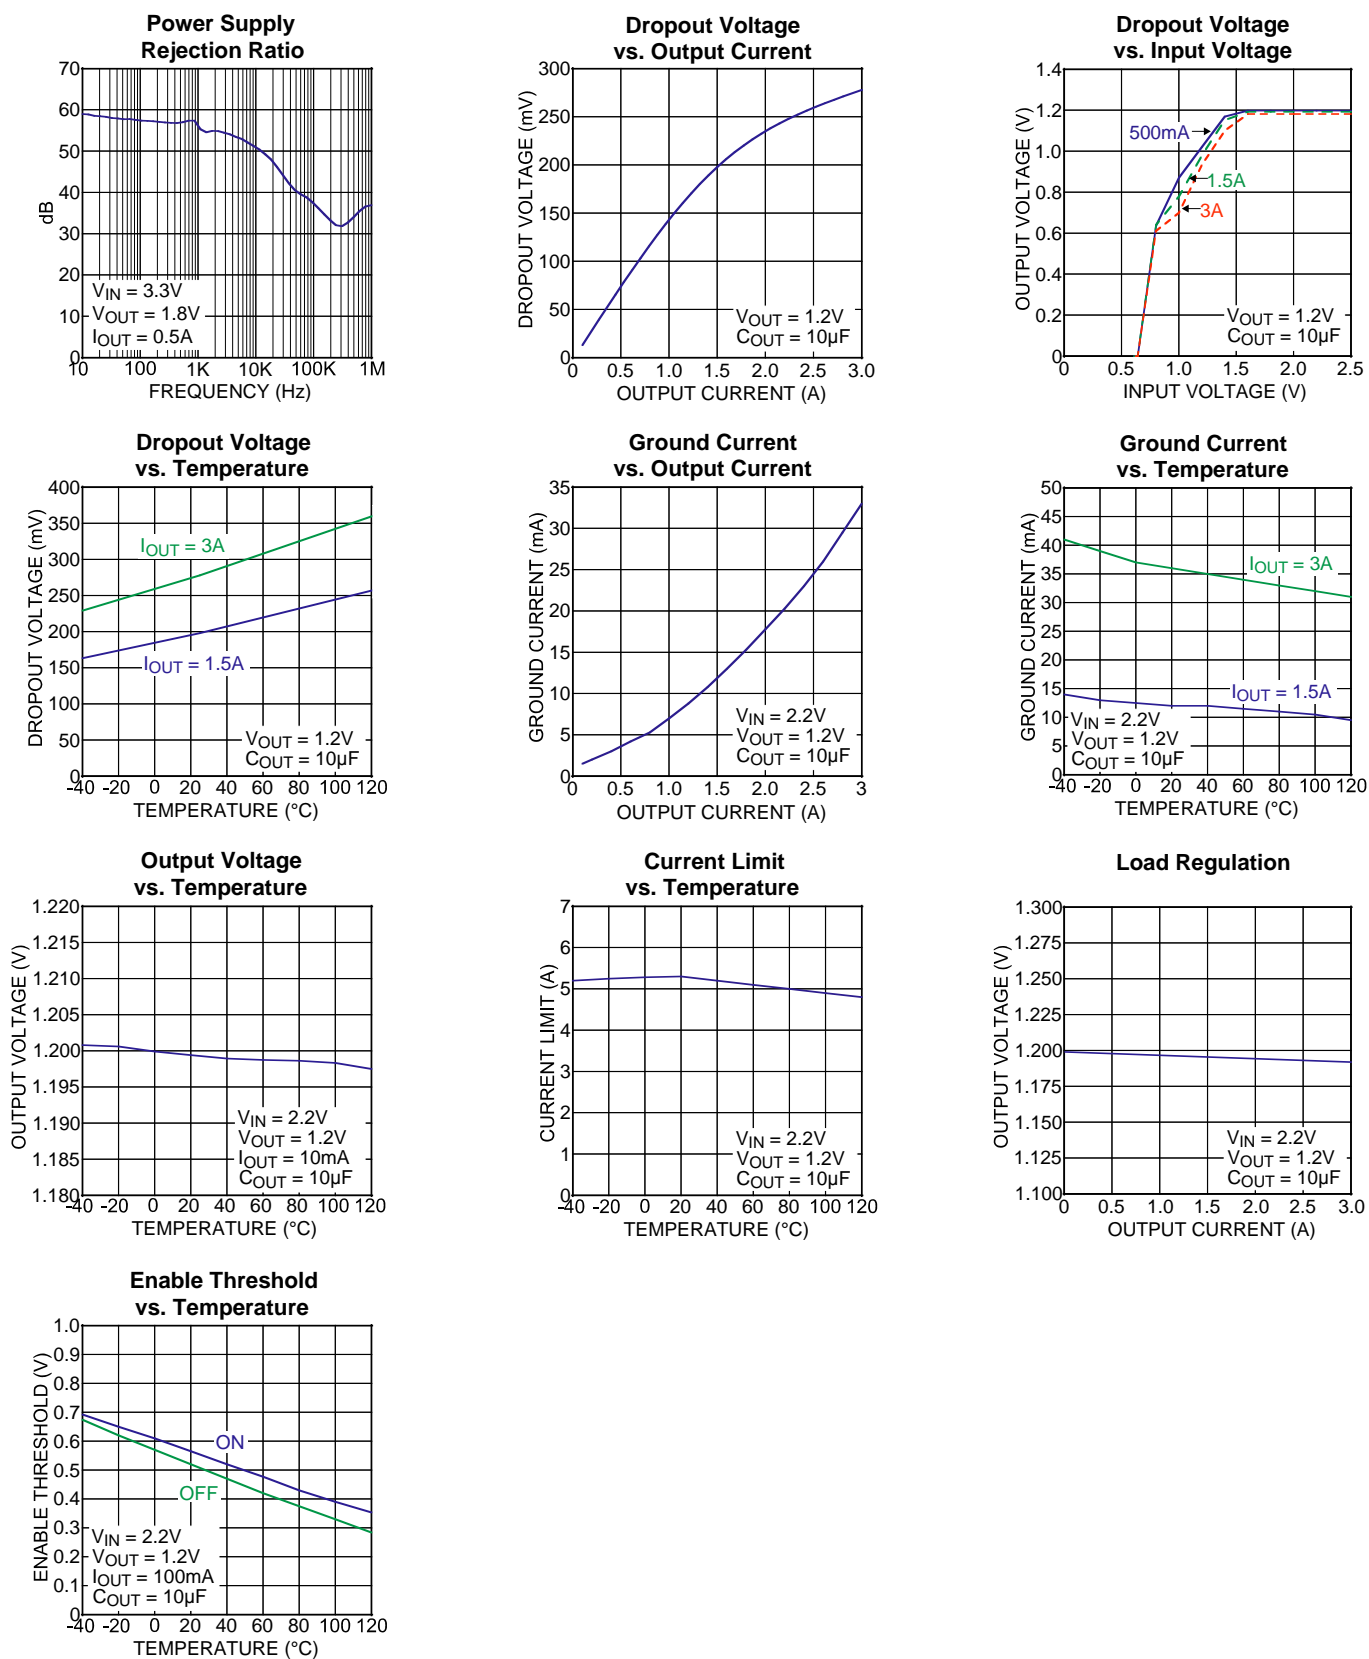 Power Supply
Rejection Ratio
70
60
50
40
30
20
10
0
dB
VIN = 3.3V
VOUT = 1.8V
IOUT = 0.5A
10 100 1K 10K 100K 1M
FREQUENCY (Hz)
Dropout Voltage
vs. Output Current
300
250
200
150
100
50
0
DROPOUT VOLTAGE (mV)
VOUT = 1.2V
COUT = 10µF
0 0.5 1.0 1.5 2.0 2.5 3.0
OUTPUT CURRENT (A)
Dropout Voltage
vs. Input Voltage
1.4
1.2
1.0
0.8
0.6
0.4
0.2
0
OUTPUT VOLTAGE (V)
500mA
1.5A
3A
VOUT = 1.2V
COUT = 10µF
0 0.5 1.0 1.5 2.0 2.5
INPUT VOLTAGE (V)
Dropout Voltage
vs. Temperature
400
350
300
250
200
150
100
50
0
DROPOUT VOLTAGE (mV)
IOUT = 3A
IOUT = 1.5A
VOUT = 1.2V
COUT = 10µF
-40 -20 0 20 40 60 80 100 120
TEMPERATURE (°C)
Ground Current
vs. Output Current
35
30
25
20
15
10
5
0
GROUND CURRENT (mA)
VIN = 2.2V
VOUT = 1.2V
COUT = 10µF
0 0.5 1.0 1.5 2.0 2.5 3
OUTPUT CURRENT (A)
Ground Current
vs. Temperature
50
45
40
35
30
25
20
15
10
5
0
GROUND CURRENT (mA)
IOUT = 3A
IOUT = 1.5A
VIN = 2.2V
VOUT = 1.2V
COUT = 10µF
-40 -20 0 20 40 60 80 100 120
TEMPERATURE (°C)
Output Voltage
vs. Temperature
1.220
1.215
1.210
1.205
1.200
1.195
1.190
1.185
1.180
OUTPUT VOLTAGE (V)
VIN = 2.2V
VOUT = 1.2V
IOUT = 10mA
COUT = 10µF
-40 -20 0 20 40 60 80 100 120
TEMPERATURE (°C)
Current Limit
vs. Temperature
7
6
5
4
3
2
1
0
CURRENT LIMIT (A)
VIN = 2.2V
VOUT = 1.2V
COUT = 10µF
-40 -20 0 20 40 60 80 100 120
TEMPERATURE (°C)
Load Regulation
1.300
1.275
1.250
1.225
1.200
1.175
1.150
1.125
1.100
OUTPUT VOLTAGE (V)
VIN = 2.2V
VOUT = 1.2V
COUT = 10µF
0 0.5 1.0 1.5 2.0 2.5 3.0
OUTPUT CURRENT (A)
Enable Threshold
vs. Temperature
1.0
0.9
0.8
0.7
0.6
0.5
0.4
0.3
0.2
0.1
0
ENABLE THRESHOLD (V)
ON
OFF
VIN = 2.2V
VOUT = 1.2V
IOUT = 100mA
COUT = 10µF
-40 -20 0 20 40 60 80 100 120
TEMPERATURE (°C)